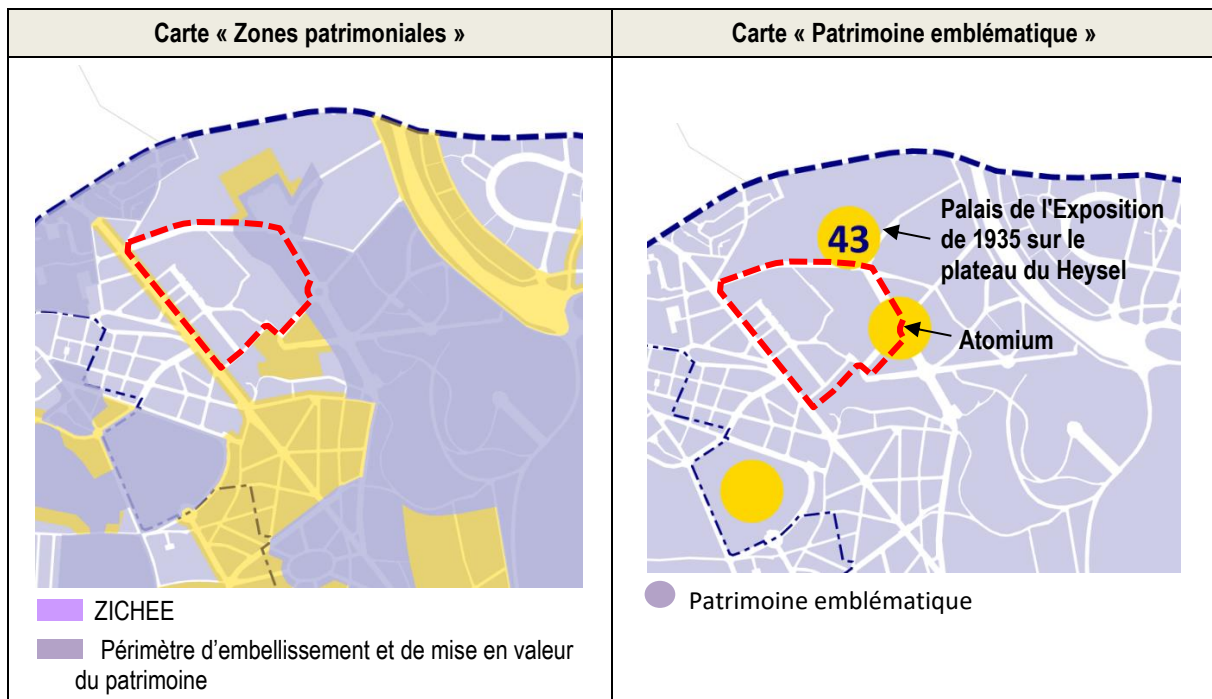 Carte « Zones patrimoniales »
Carte « Patrimoine emblématique »
ZICHEE
Périmètre d’embellissement et de mise en valeur
du patrimoine
43
Palais de l'Exposition
de 1935 sur le
plateau du Heysel
Atomium
Patrimoine emblématique